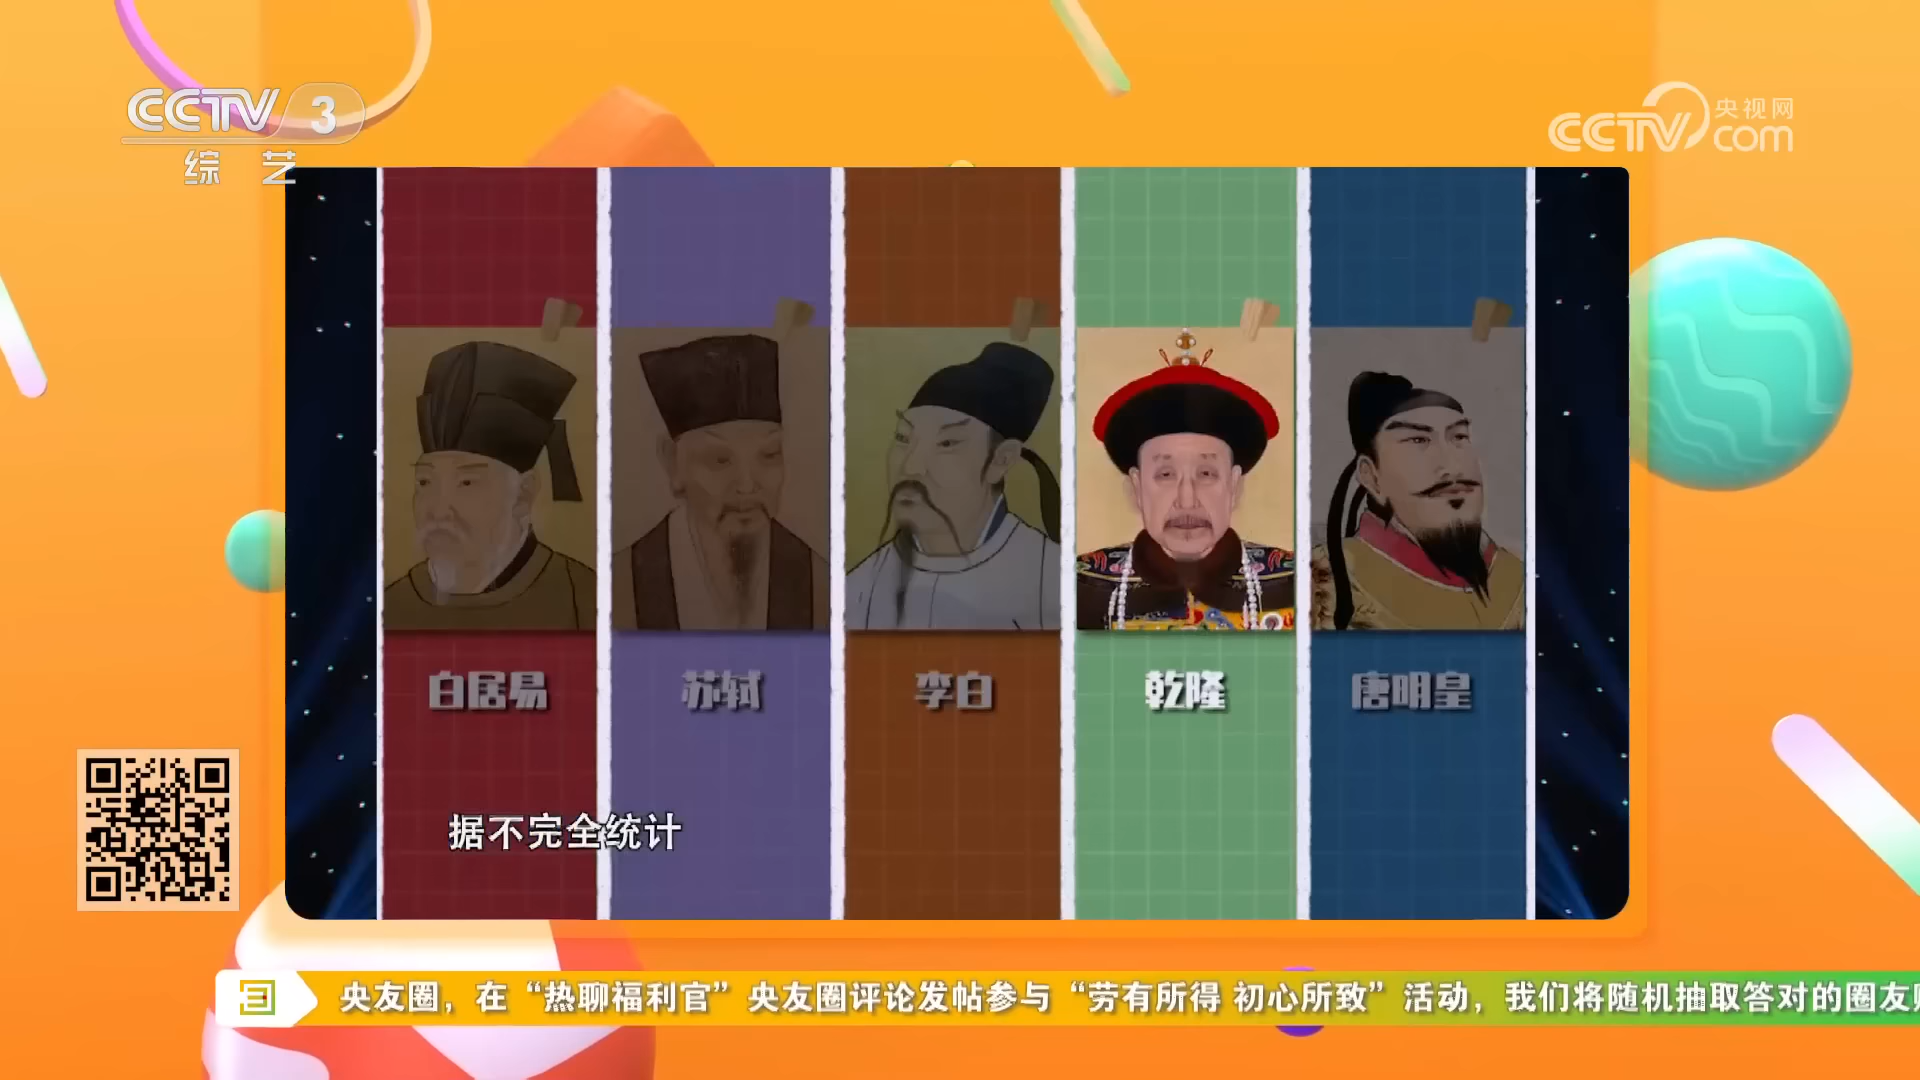 CCTV 3
综 艺
央视网
CCTV com
白居易
苏轼
李白
乾隆
唐明皇
据不完全统计
央友圈，在“热聊福利官”央友圈评论发帖参与“劳有所得 初心所致”活动，我们将随机抽取答对的圈友